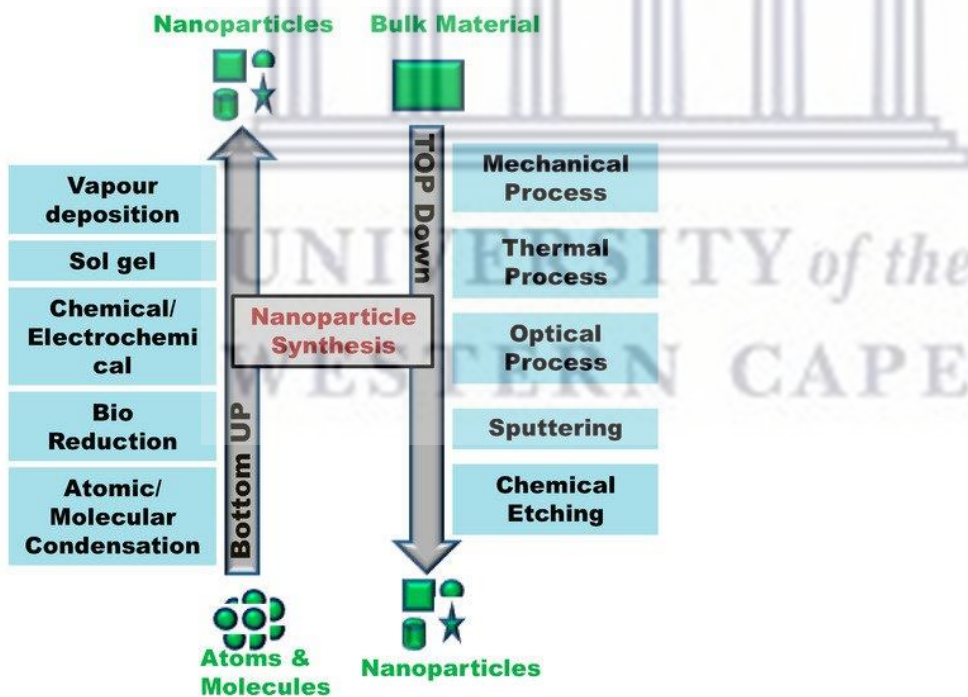 Nanoparticles
Bulk Material
Vapour
deposition
Sol gel
Chemical/
Electrochemi
cal
Bio
Reduction
Atomic/
Molecular
Condensation
Bottom UP
Nanoparticle
Synthesis
TOP Down
Mechanical
Process
Thermal
Process
Optical
Process
Sputtering
Chemical
Etching
Atoms &
Molecules
Nanoparticles
UNIVERSITY of the
WESTERN CAPE